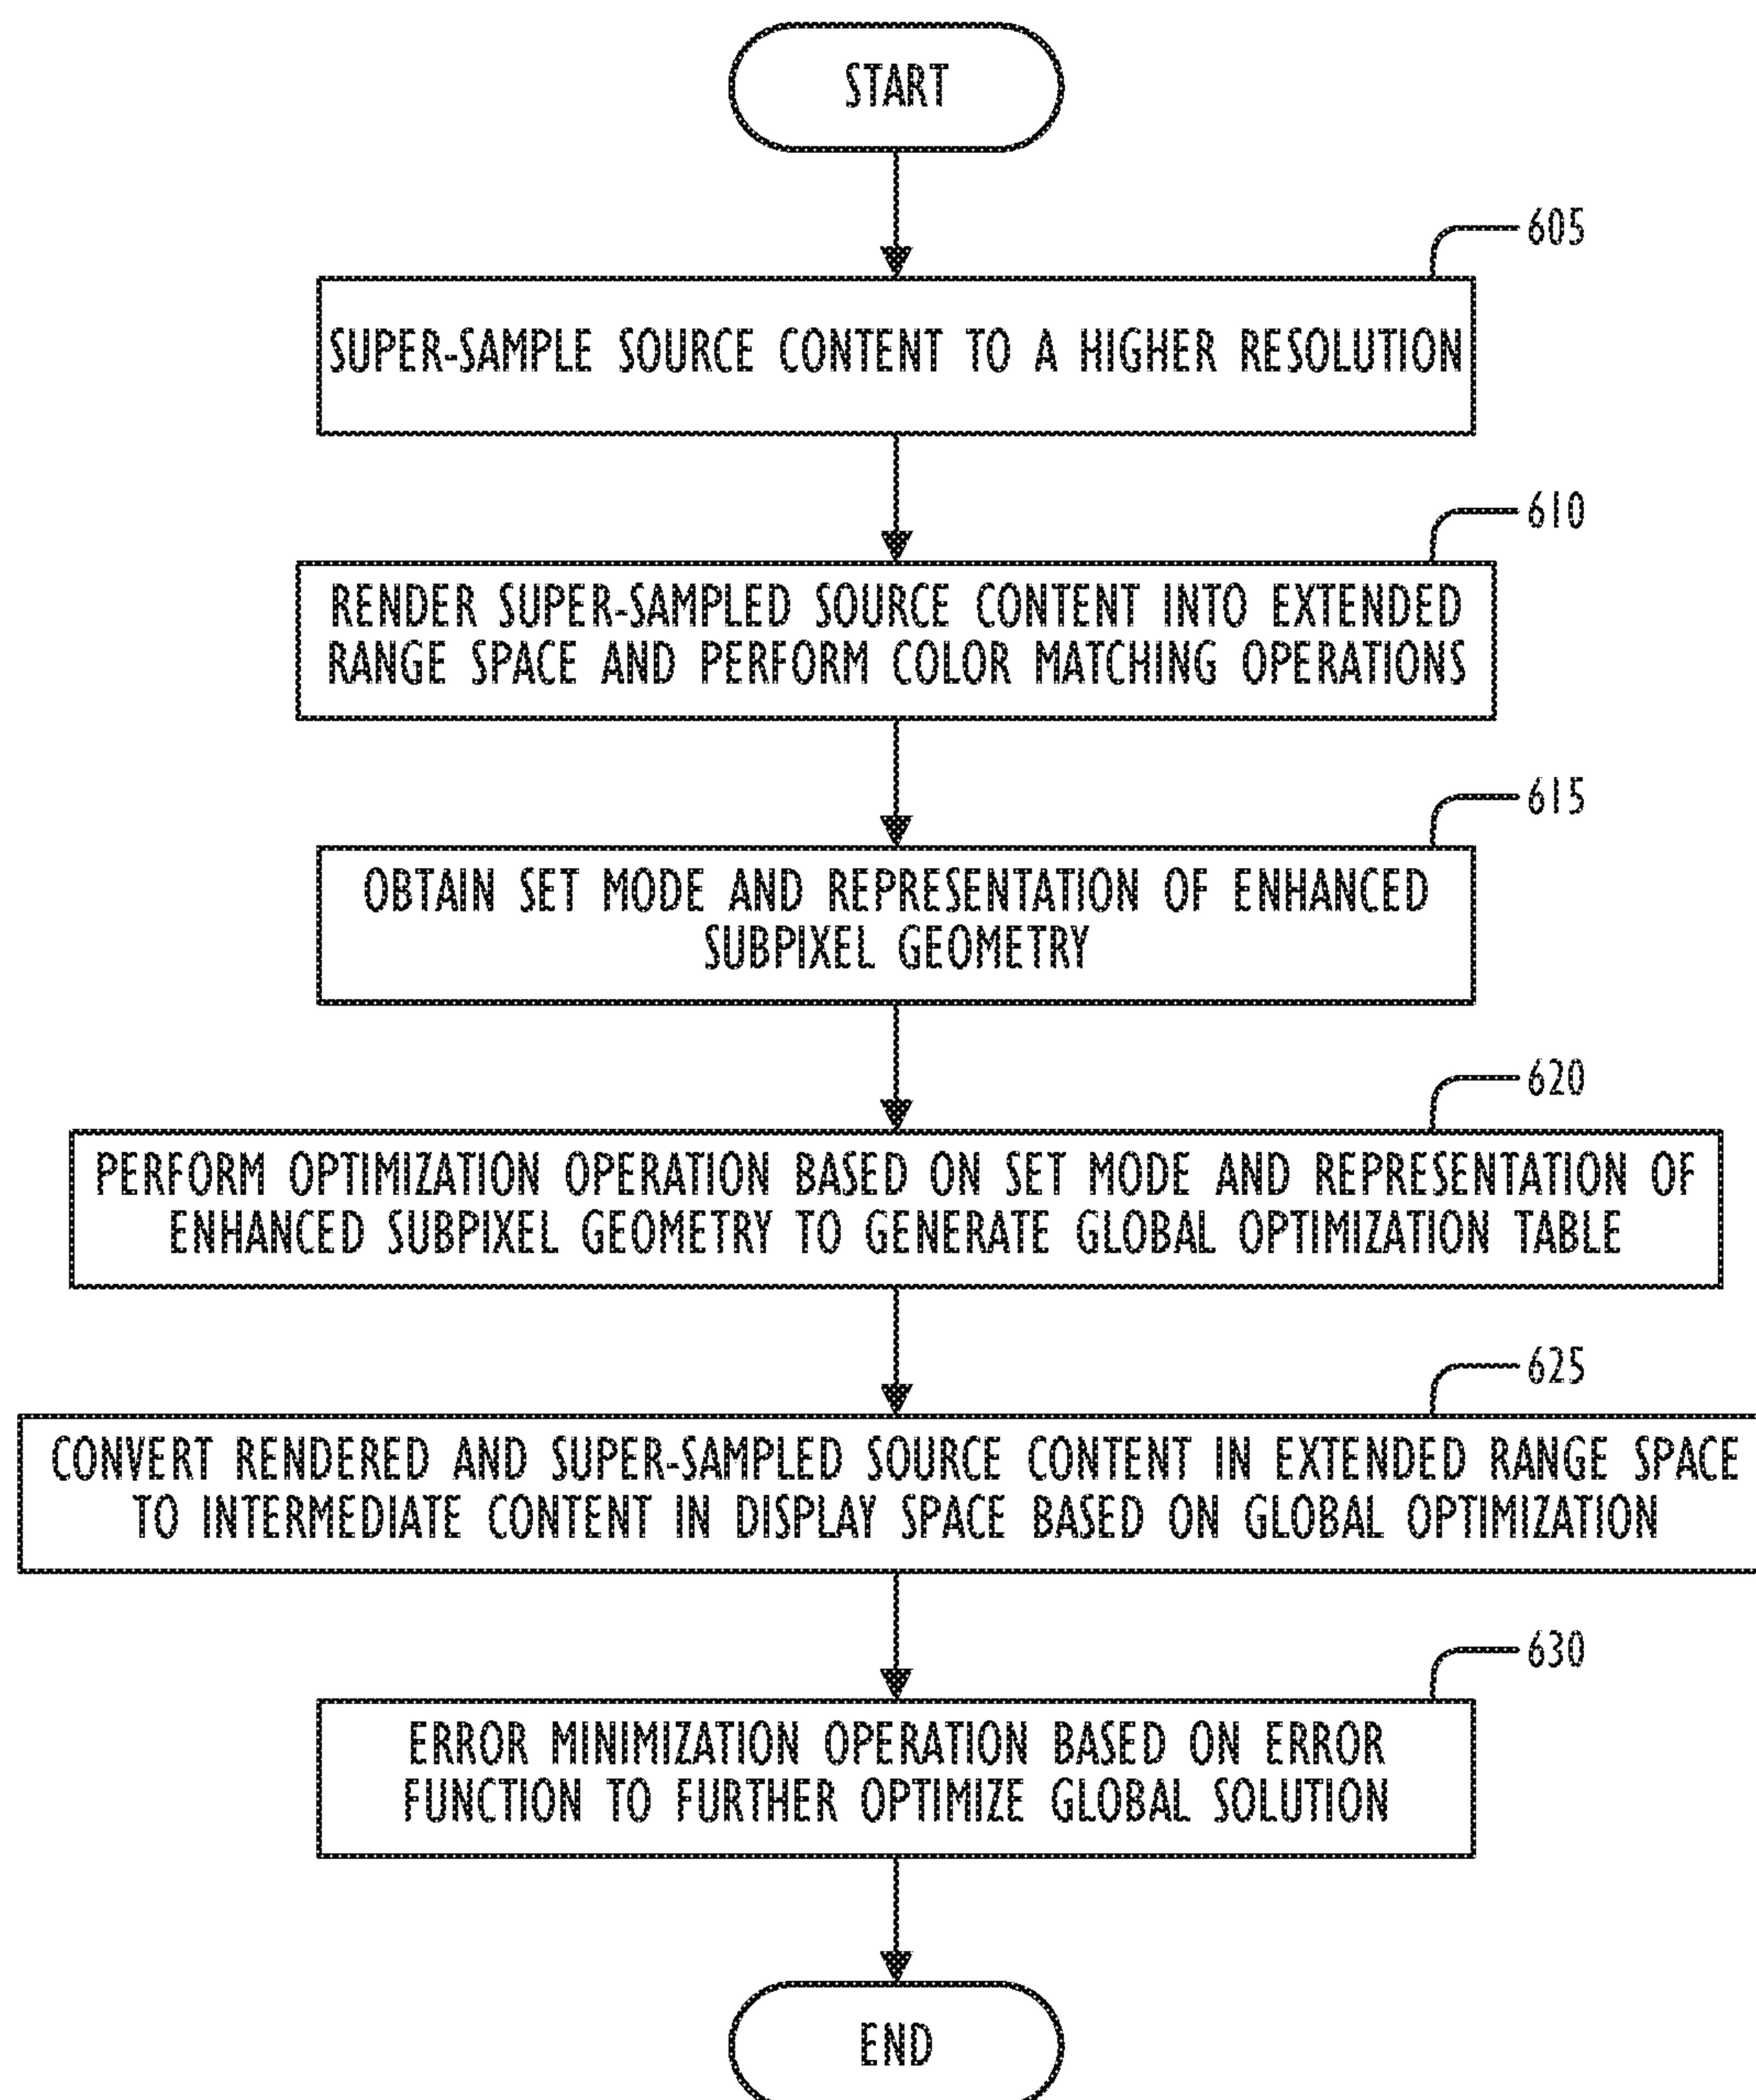 START
605
SUPER-SAMPLE SOURCE CONTENT TO A HIGHER RESOLUTION
610
RENDER SUPER-SAMPLED SOURCE CONTENT INTO EXTENDED
RANGE SPACE AND PERFORM COLOR MATCHING OPERATIONS
615
OBTAIN SET MODE AND REPRESENTATION OF ENHANCED
SUBPIXEL GEOMETRY
620
PERFORM OPTIMIZATION OPERATION BASED ON SET MODE AND REPRESENTATION OF
ENHANCED SUBPIXEL GEOMETRY TO GENERATE GLOBAL OPTIMIZATION TABLE
625
CONVERT RENDERED AND SUPER-SAMPLED SOURCE CONTENT IN EXTENDED RANGE SPACE
TO INTERMEDIATE CONTENT IN DISPLAY SPACE BASED ON GLOBAL OPTIMIZATION
630
ERROR MINIMIZATION OPERATION BASED ON ERROR
FUNCTION TO FURTHER OPTIMIZE GLOBAL SOLUTION
END